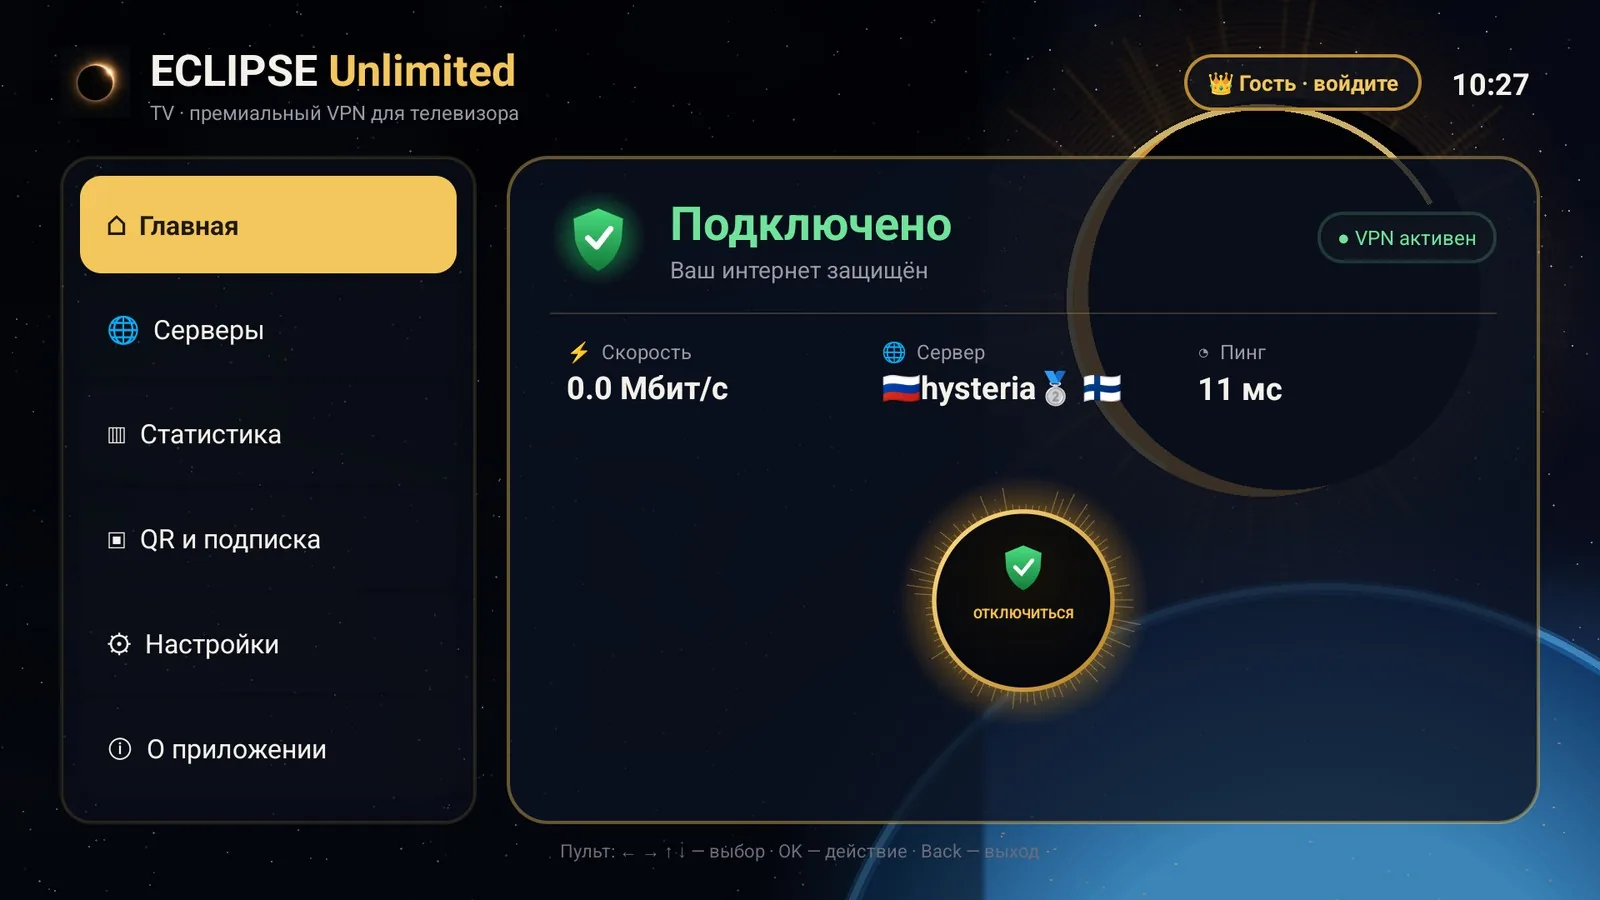 ECLIPSE Unlimited
TV · премиальный VPN для телевизора
👑 Гость · войдите
10:27
Главная
Серверы
Статистика
QR и подписка
Настройки
О приложении
Подключено
Ваш интернет защищён
● VPN активен
⚡ Скорость
0.0 Мбит/с
🌐 Сервер
🇷🇺hysteria🥈 🇫🇮
Пинг
11 мс
ОТКЛЮЧИТЬСЯ
Пульт: ← → ↑ ↓ — выбор · OK — действие · Back — выход